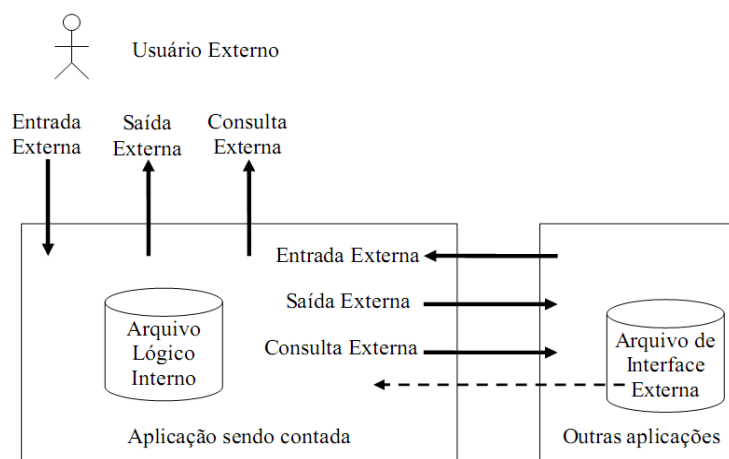 Usuário Externo
Entrada
Externa
Saída
Externa
Consulta
Externa
Entrada Externa
Saída Externa
Consulta Externa
Arquivo
Lógico
Interno
Arquivo de
Interface
Externa
Aplicação sendo contada
Outras aplicações